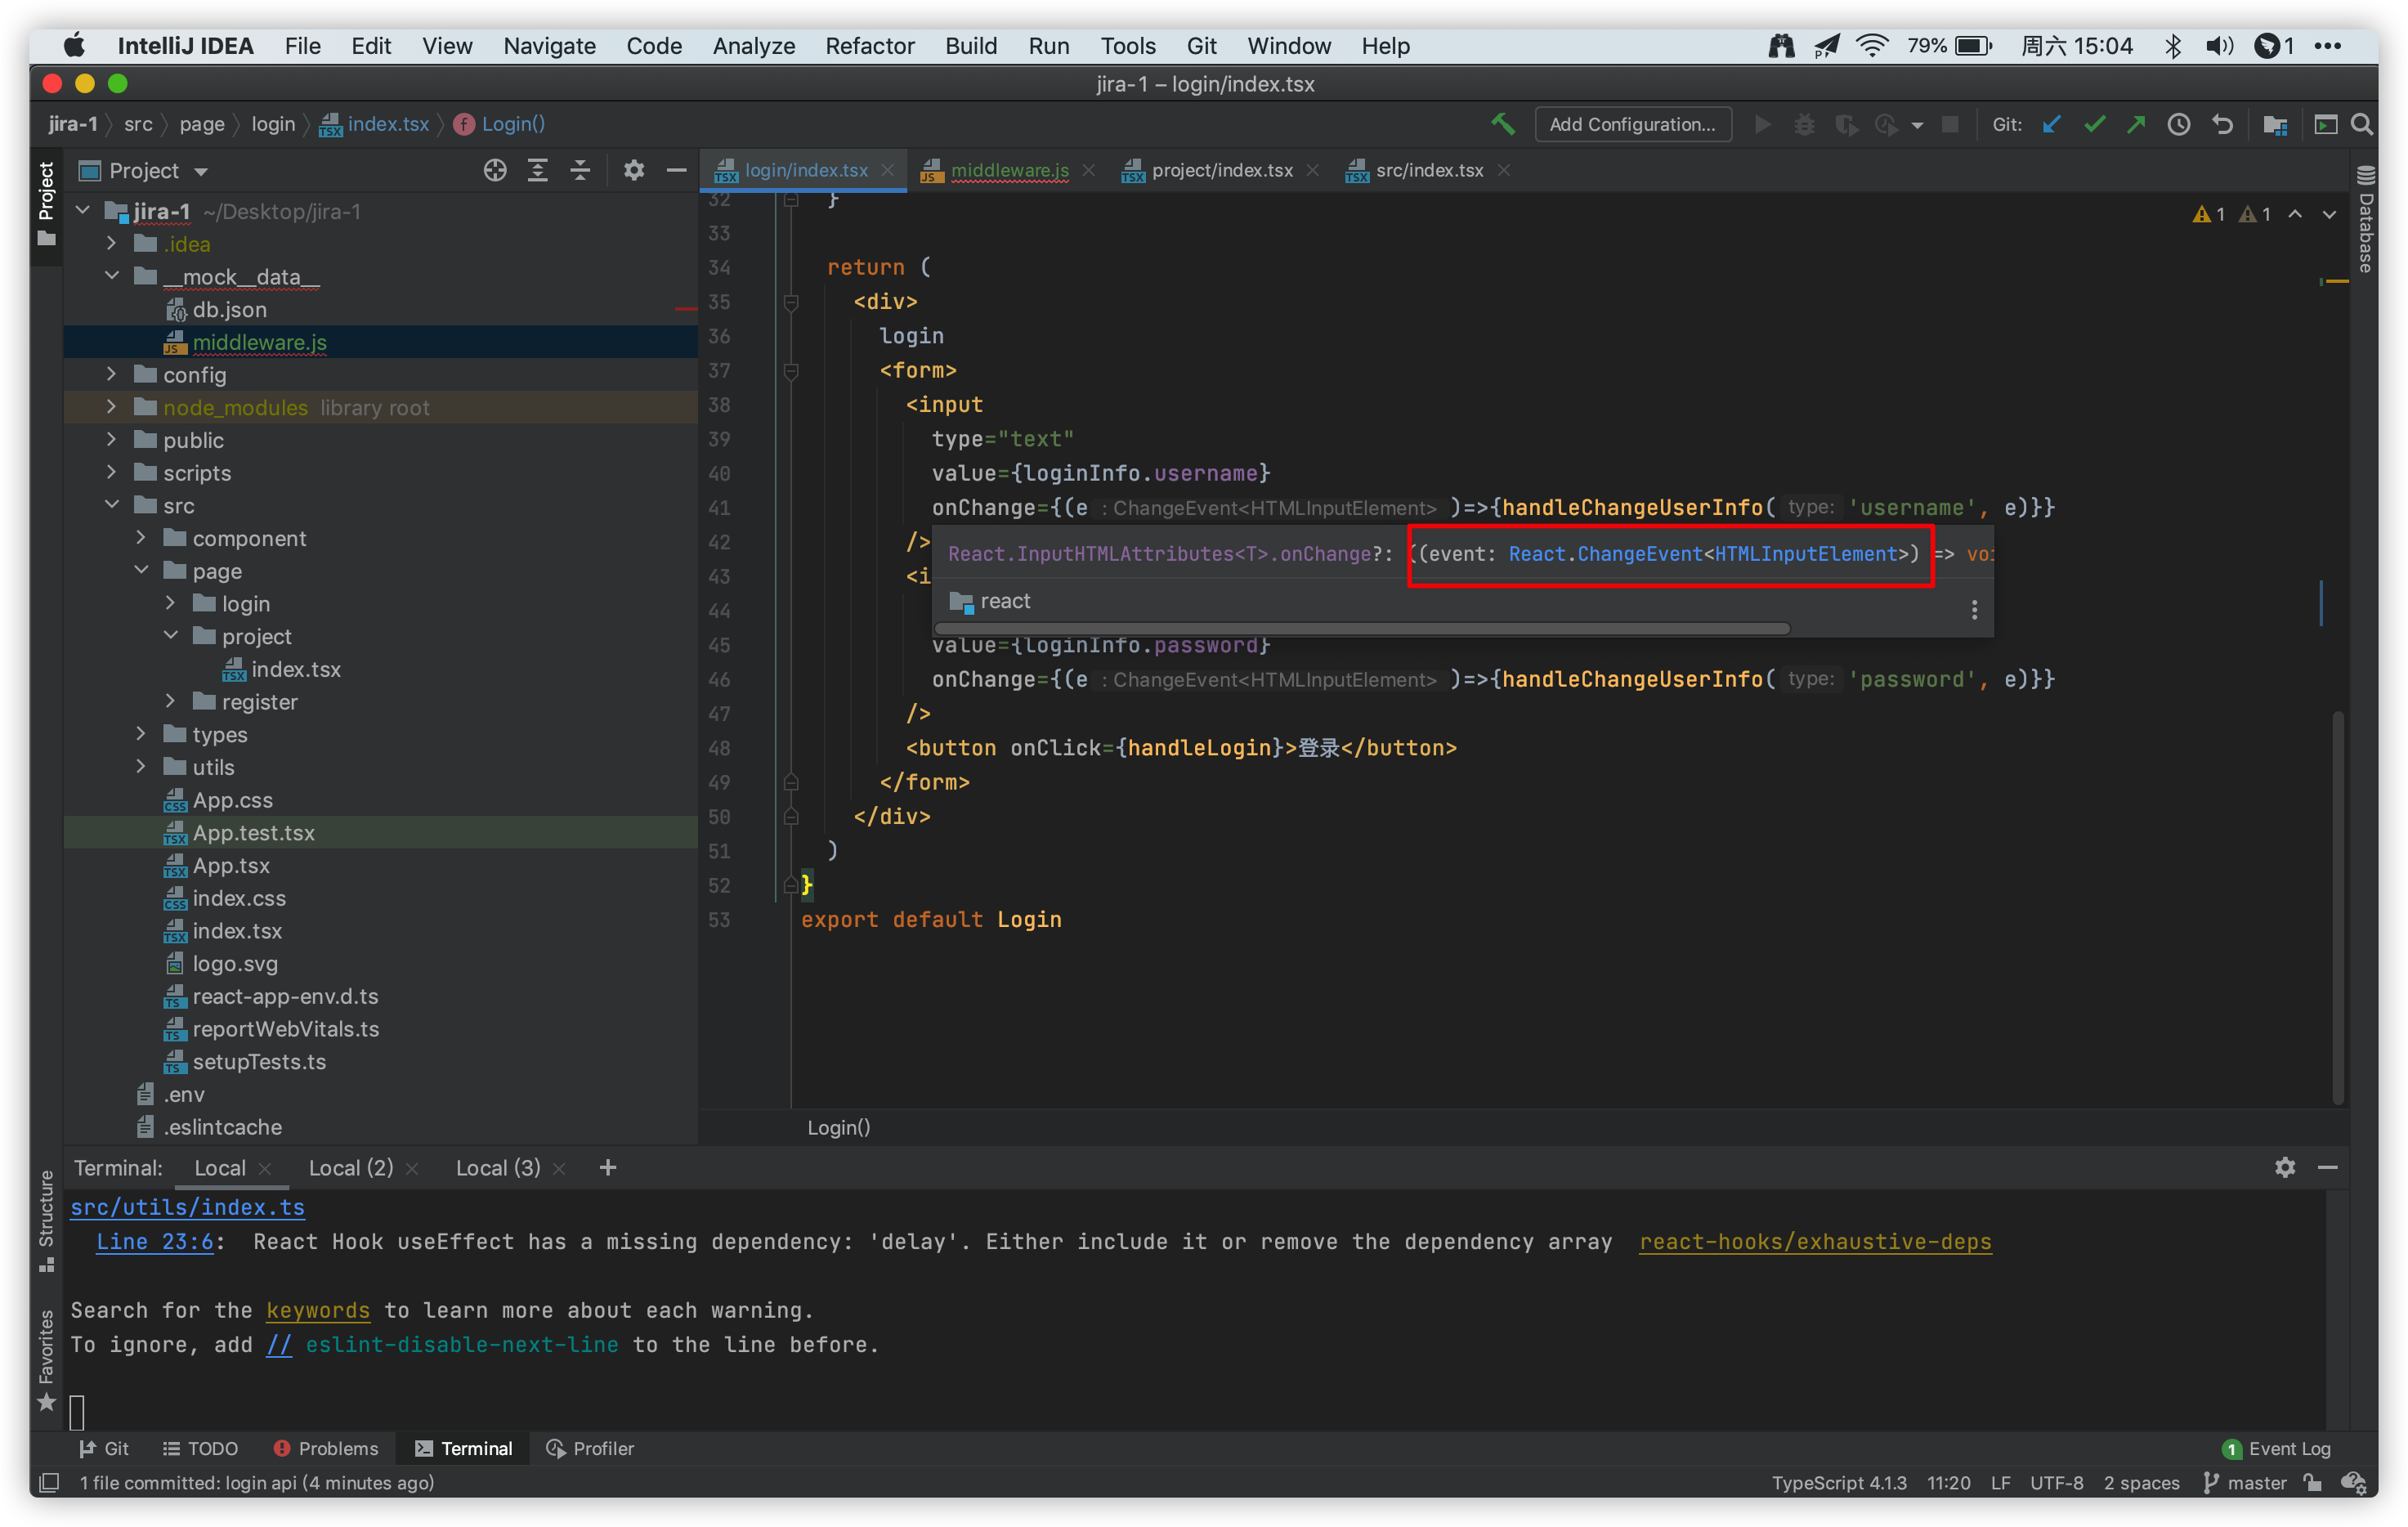 IntelliJ IDEA File Edit View Navigate Code Analyze Refactor Build Run Tools Git Window Help 79% 周六 15:04 1
jira-1 – login/index.tsx
jira-1 src page login index.tsx Login() Add Configuration... Git:
Project
login/index.tsx middleware.js project/index.tsx src/index.tsx
Project
Structure
Favorites
Database
jira-1 ~/Desktop/jira-1
.idea
__mock__data__
db.json
middleware.js
config
node_modules library root
public
scripts
src
component
page
login
project
index.tsx
register
types
utils
App.css
App.test.tsx
App.tsx
index.css
index.tsx
logo.svg
react-app-env.d.ts
reportWebVitals.ts
setupTests.ts
.env
.eslintcache
1 1
32 }
33
34 return (
35 <div>
36 login
37 <form>
38 <input
39 type="text"
40 value={loginInfo.username}
41 onChange={(e : ChangeEvent<HTMLInputElement> )=>{handleChangeUserInfo( type: 'username', e)}}
42 />
React.InputHTMLAttributes<T>.onChange?: ((event: React.ChangeEvent<HTMLInputElement>) => voi
43 <i
react
44
45 value={loginInfo.password}
46 onChange={(e : ChangeEvent<HTMLInputElement> )=>{handleChangeUserInfo( type: 'password', e)}}
47 />
48 <button onClick={handleLogin}>登录</button>
49 </form>
50 </div>
51 )
52 }
53 export default Login
Login()
Terminal: Local Local (2) Local (3)
src/utils/index.ts
Line 23:6: React Hook useEffect has a missing dependency: 'delay'. Either include it or remove the dependency array react-hooks/exhaustive-deps
Search for the keywords to learn more about each warning.
To ignore, add // eslint-disable-next-line to the line before.
Git TODO Problems Terminal Profiler 1 Event Log
1 file committed: login api (4 minutes ago) TypeScript 4.1.3 11:20 LF UTF-8 2 spaces master